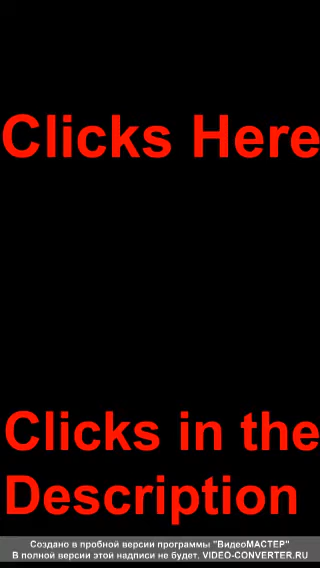 Clicks Here
Clicks in the
Description
Создано в пробной версии программы "ВидеоМАСТЕР"
В полной версии этой надписи не будет. VIDEO-CONVERTER.RU